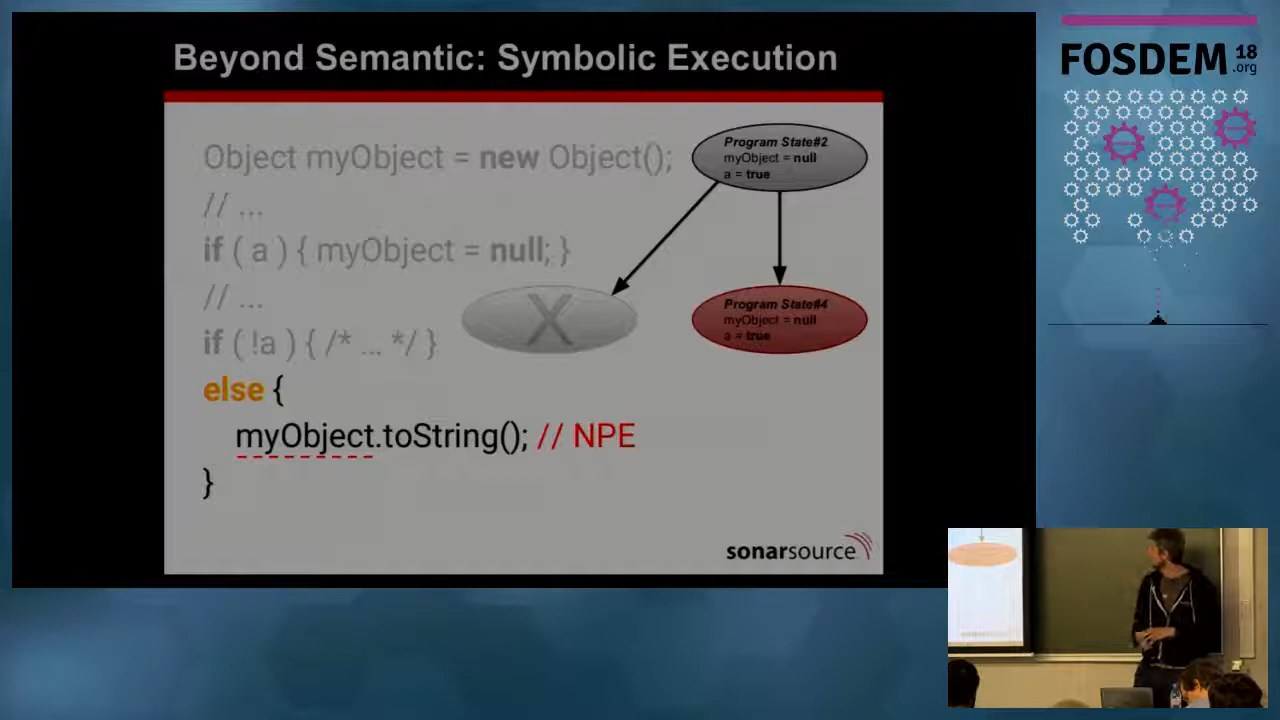 Beyond Semantic: Symbolic Execution
FOSDEM 18
.org
Object myObject = new Object();
// ...
if ( a ) { myObject = null; }
// ...
if ( !a ) { /* ... */ }
else {
myObject.toString(); // NPE
}
Program State#2
myObject = null
a = true
X
Program State#4
myObject = null
a = true
sonarsource